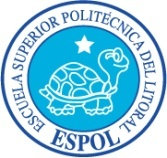 ESCUELA SUPERIOR POLITÉCNICA DEL LITORAL
ESPOL